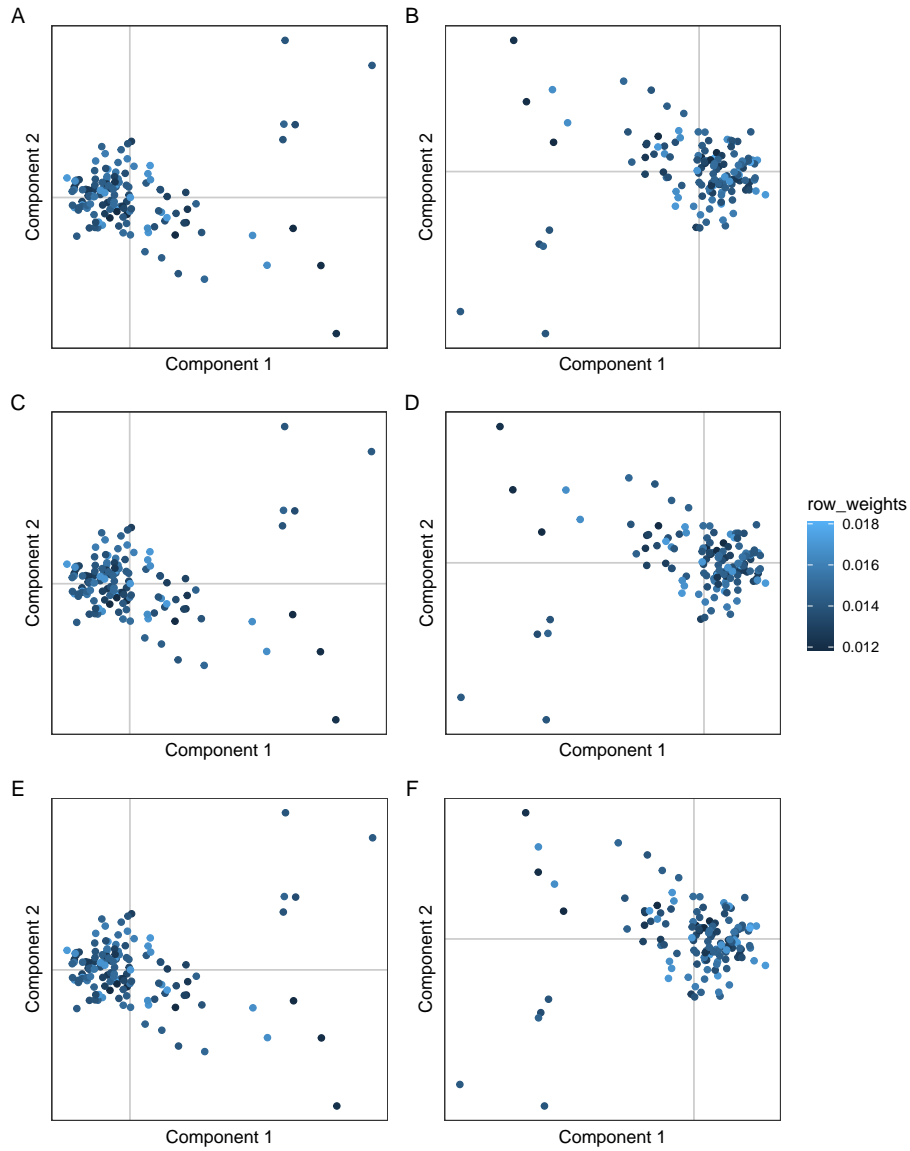 A
Component 2
Component 1
B
Component 2
Component 1
C
Component 2
Component 1
D
Component 2
Component 1
row_weights
0.018
0.016
0.014
0.012
E
Component 2
Component 1
F
Component 2
Component 1